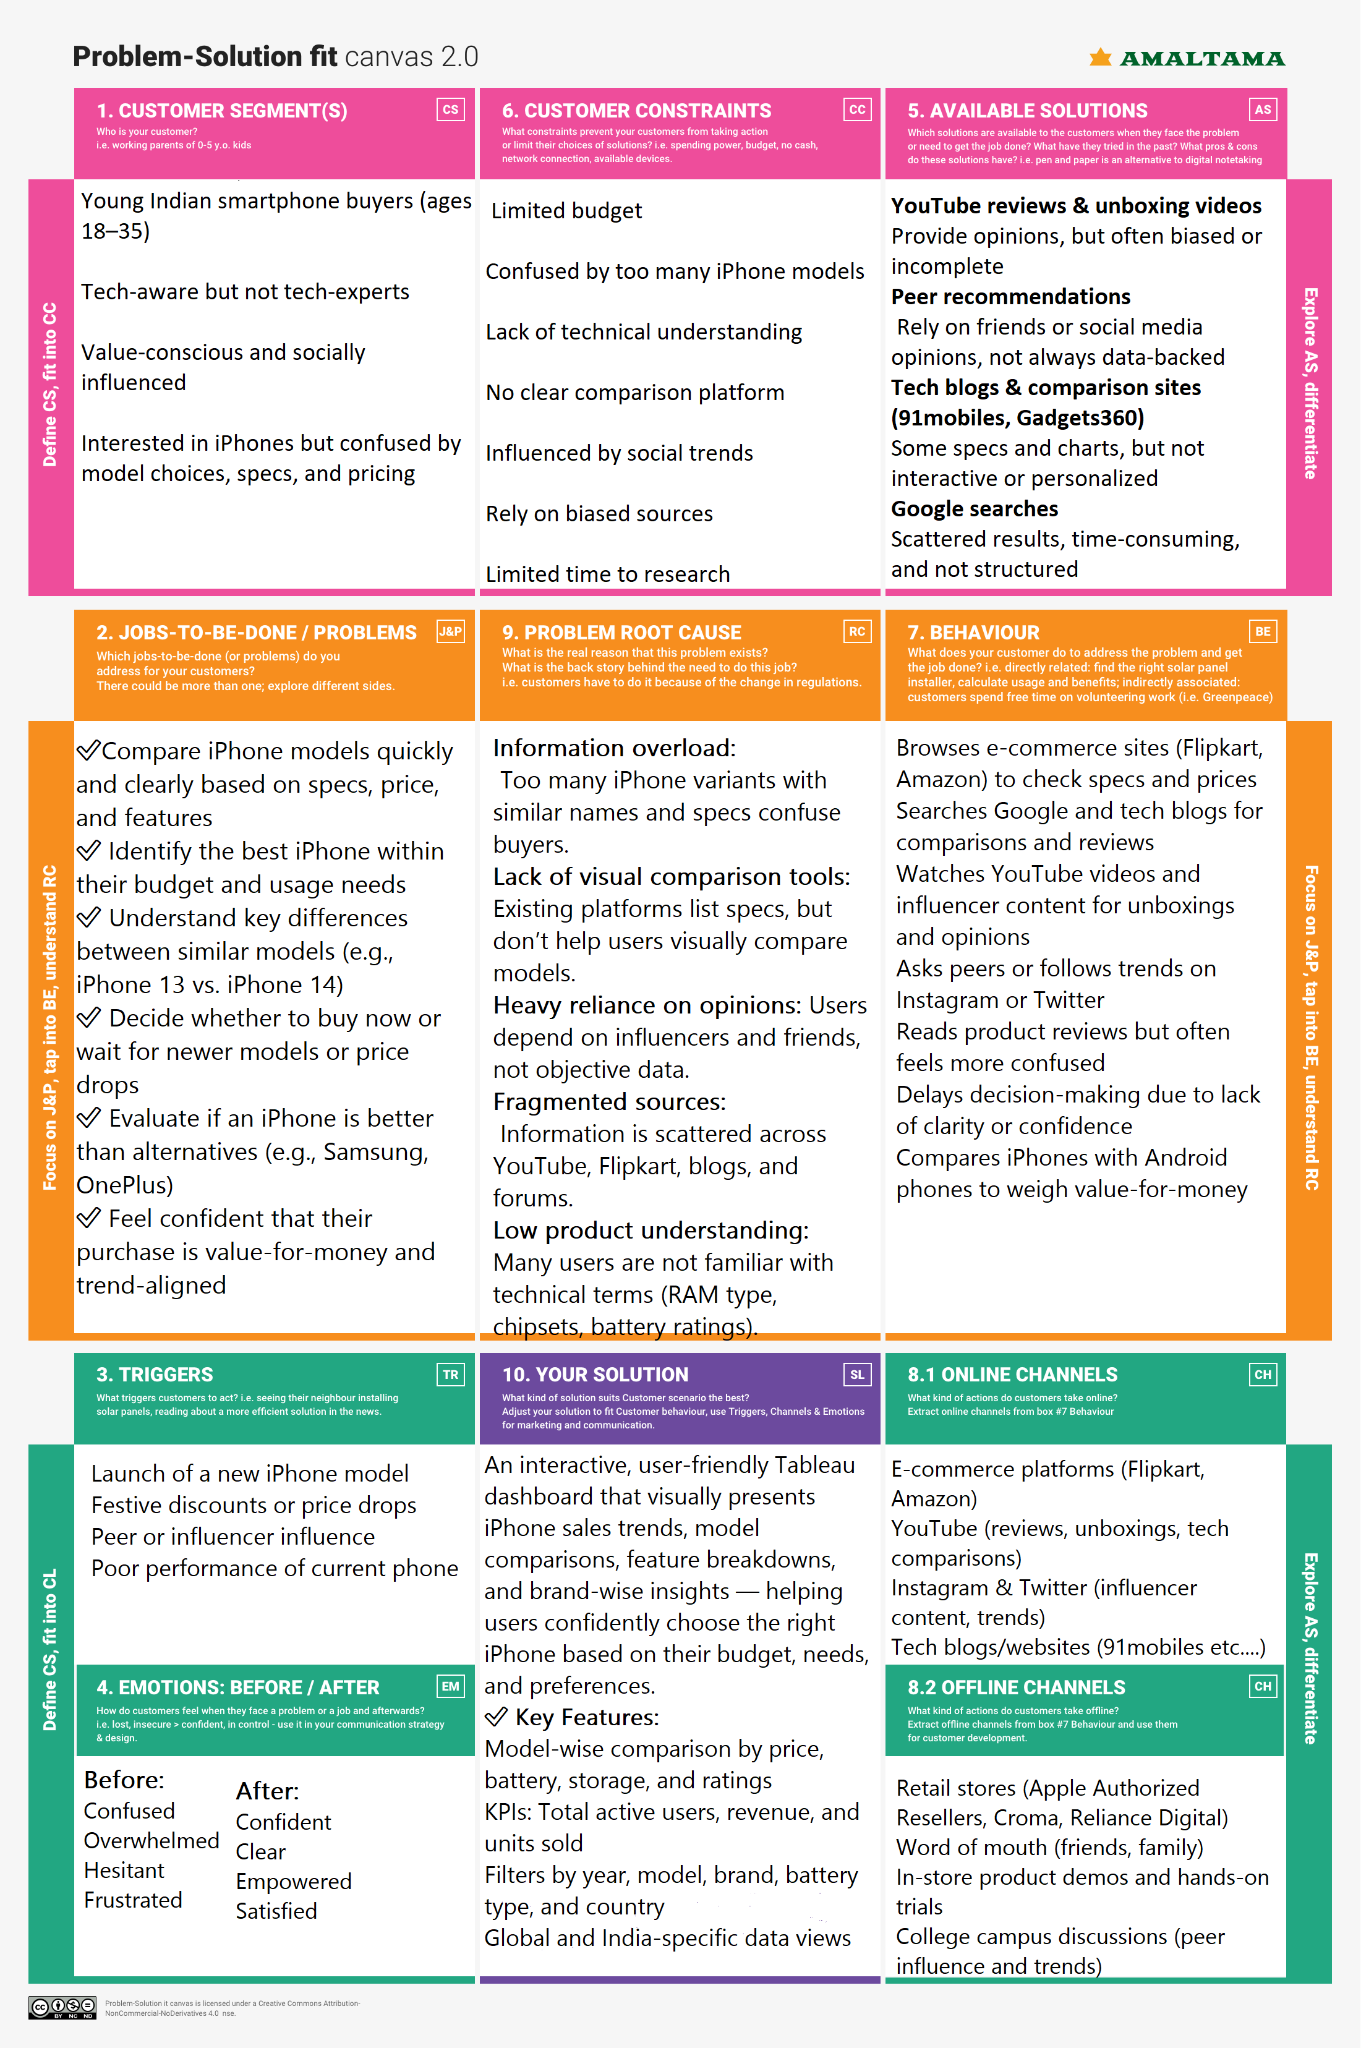 Problem-Solution fit canvas 2.0
AMALTAMA
1. CUSTOMER SEGMENT(S)
CS
Who is your customer?
i.e. working parents of 0-5 y.o. kids
Define CS, fit into CC
Young Indian smartphone buyers (ages
18–35)
Tech-aware but not tech-experts
Value-conscious and socially
influenced
Interested in iPhones but confused by
model choices, specs, and pricing
6. CUSTOMER CONSTRAINTS
CC
What constraints prevent your customers from taking action
or limit their choices of solutions? i.e. spending power, budget, no cash,
network connection, available devices.
Limited budget
Confused by too many iPhone models
Lack of technical understanding
No clear comparison platform
Influenced by social trends
Rely on biased sources
Limited time to research
5. AVAILABLE SOLUTIONS
AS
Which solutions are available to the customers when they face the problem
or need to get the job done? What have they tried in the past? What pros & cons
do these solutions have? i.e. pen and paper is an alternative to digital notetaking
YouTube reviews & unboxing videos
Provide opinions, but often biased or
incomplete
Peer recommendations
Rely on friends or social media
opinions, not always data-backed
Tech blogs & comparison sites
(91mobiles, Gadgets360)
Some specs and charts, but not
interactive or personalized
Google searches
Scattered results, time-consuming,
and not structured
Explore AS, differentiate
2. JOBS-TO-BE-DONE / PROBLEMS
J&P
Which jobs-to-be-done (or problems) do you
address for your customers?
There could be more than one; explore different sides.
Focus on J&P, tap into BE, understand RC
✓Compare iPhone models quickly
and clearly based on specs, price,
and features
✓ Identify the best iPhone within
their budget and usage needs
✓ Understand key differences
between similar models (e.g.,
iPhone 13 vs. iPhone 14)
✓ Decide whether to buy now or
wait for newer models or price
drops
✓ Evaluate if an iPhone is better
than alternatives (e.g., Samsung,
OnePlus)
✓ Feel confident that their
purchase is value-for-money and
trend-aligned
9. PROBLEM ROOT CAUSE
RC
What is the real reason that this problem exists?
What is the back story behind the need to do this job?
i.e. customers have to do it because of the change in regulations.
Information overload:
Too many iPhone variants with
similar names and specs confuse
buyers.
Lack of visual comparison tools:
Existing platforms list specs, but
don't help users visually compare
models.
Heavy reliance on opinions: Users
depend on influencers and friends,
not objective data.
Fragmented sources:
Information is scattered across
YouTube, Flipkart, blogs, and
forums.
Low product understanding:
Many users are not familiar with
technical terms (RAM type,
chipsets, battery ratings).
7. BEHAVIOUR
BE
What does your customer do to address the problem and get
the job done? i.e. directly related: find the right solar panel
installer, calculate usage and benefits; indirectly associated:
customers spend free time on volunteering work (i.e. Greenpeace)
Browses e-commerce sites (Flipkart,
Amazon) to check specs and prices
Searches Google and tech blogs for
comparisons and reviews
Watches YouTube videos and
influencer content for unboxings
and opinions
Asks peers or follows trends on
Instagram or Twitter
Reads product reviews but often
feels more confused
Delays decision-making due to lack
of clarity or confidence
Compares iPhones with Android
phones to weigh value-for-money
Focus on J&P, tap into BE, understand RC
3. TRIGGERS
TR
What triggers customers to act? i.e. seeing their neighbour installing
solar panels, reading about a more efficient solution in the news.
Define CS, fit into CL
Launch of a new iPhone model
Festive discounts or price drops
Peer or influencer influence
Poor performance of current phone
4. EMOTIONS: BEFORE / AFTER
EM
How do customers feel when they face a problem or a job and afterwards?
i.e. lost, insecure > confident, in control - use it in your communication strategy
& design.
Before:
Confused
Overwhelmed
Hesitant
Frustrated
After:
Confident
Clear
Empowered
Satisfied
10. YOUR SOLUTION
SL
What kind of solution suits Customer scenario the best?
Adjust your solution to fit Customer behaviour, use Triggers, Channels & Emotions
for marketing and communication.
An interactive, user-friendly Tableau
dashboard that visually presents
iPhone sales trends, model
comparisons, feature breakdowns,
and brand-wise insights — helping
users confidently choose the right
iPhone based on their budget, needs,
and preferences.
✓ Key Features:
Model-wise comparison by price,
battery, storage, and ratings
KPIs: Total active users, revenue, and
units sold
Filters by year, model, brand, battery
type, and country
Global and India-specific data views
8.1 ONLINE CHANNELS
CH
What kind of actions do customers take online?
Extract online channels from box #7 Behaviour
E-commerce platforms (Flipkart,
Amazon)
YouTube (reviews, unboxings, tech
comparisons)
Instagram & Twitter (influencer
content, trends)
Tech blogs/websites (91mobiles etc....)
8.2 OFFLINE CHANNELS
CH
What kind of actions do customers take offline?
Extract offline channels from box #7 Behaviour and use them
for customer development.
Retail stores (Apple Authorized
Resellers, Croma, Reliance Digital)
Word of mouth (friends, family)
In-store product demos and hands-on
trials
College campus discussions (peer
influence and trends)
Explore AS, differentiate
CC BY NC ND
Problem-Solution it canvas is licensed under a Creative Commons Attribution-
NonCommercial-NoDerivatives 4.0 nse.